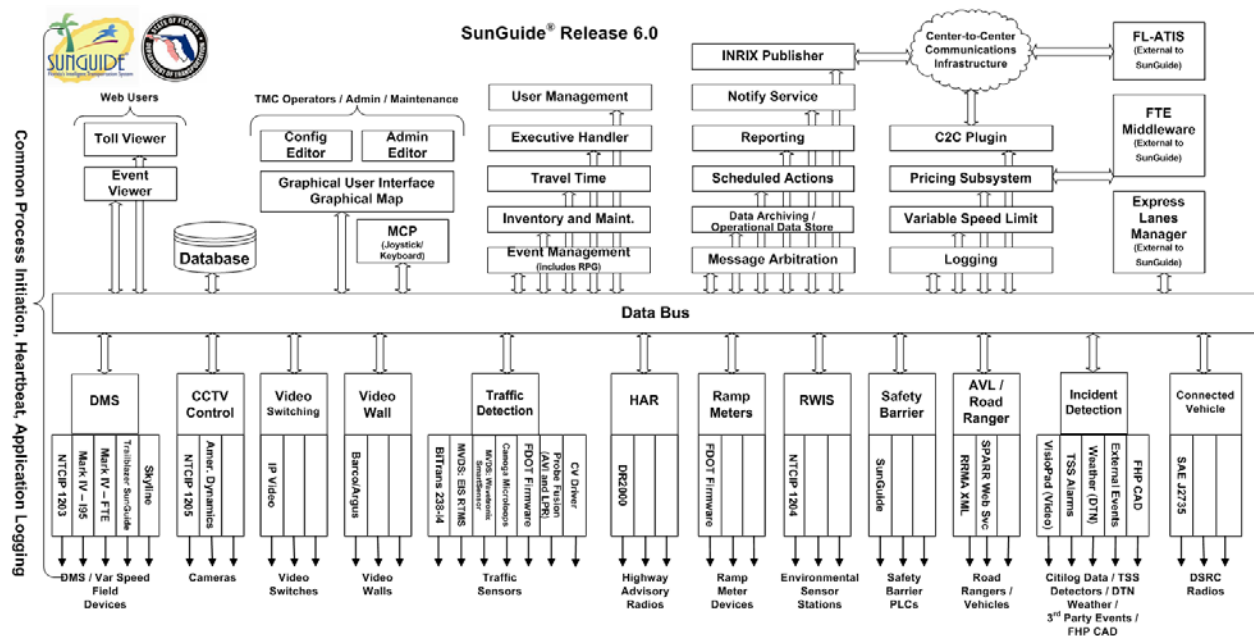 SUNGUIDE
Florida's Intelligent Transportation System
SunGuide® Release 6.0
Common Process Initiation, Heartbeat, Application Logging
Web Users
Toll Viewer
Event
Viewer
TMC Operators / Admin / Maintenance
Config
Editor
Admin
Editor
Graphical User Interface
Graphical Map
MCP
(Joystick/
Keyboard)
Database
User Management
Executive Handler
Travel Time
Inventory and Maint.
Event Management
(includes RPG)
INRIX Publisher
Notify Service
Reporting
Scheduled Actions
Data Archiving /
Operational Data Store
Message Arbitration
Center-to-Center
Communications
Infrastructure
C2C Plugin
Pricing Subsystem
Variable Speed Limit
Logging
FL-ATIS
(External to
SunGuide)
FTE
Middleware
(External to
SunGuide)
Express
Lanes
Manager
(External to
SunGuide)
Data Bus
DMS
NTCIP 1203
Mark IV – I95
Mark IV – FTE
Trailblazer SunGuide
Skyline
DMS / Var Speed
Field
Devices
CCTV
Control
NTCIP 1205
Amer. Dynamics
Cameras
Video
Switching
IP Video
Video
Switches
Video
Wall
Barco/Argus
Video
Walls
Traffic
Detection
BiTrans 238-I4
MVDS: EIS RTMS
MVDS: Wavetronix
SmartSensor
Canoga Microloops
FDOT Firmware
Probe Fusion
(AVI and LPR)
CV Driver
Traffic
Sensors
HAR
DR2000
Highway
Advisory
Radios
Ramp
Meters
FDOT Firmware
Ramp
Meter
Devices
RWIS
NTCIP 1204
Environmental
Sensor
Stations
Safety
Barrier
SunGuide
Safety
Barrier
PLCs
AVL /
Road
Ranger
RRMA XML
SPARR Web Svc
Road
Rangers /
Vehicles
Incident
Detection
VisioPad (Video)
TSS Alarms
Weather (DTN)
External Events
FHP CAD
Citilog Data / TSS
Detectors / DTN
Weather /
3rd Party Events /
FHP CAD
Connected
Vehicle
SAE J2735
DSRC
Radios